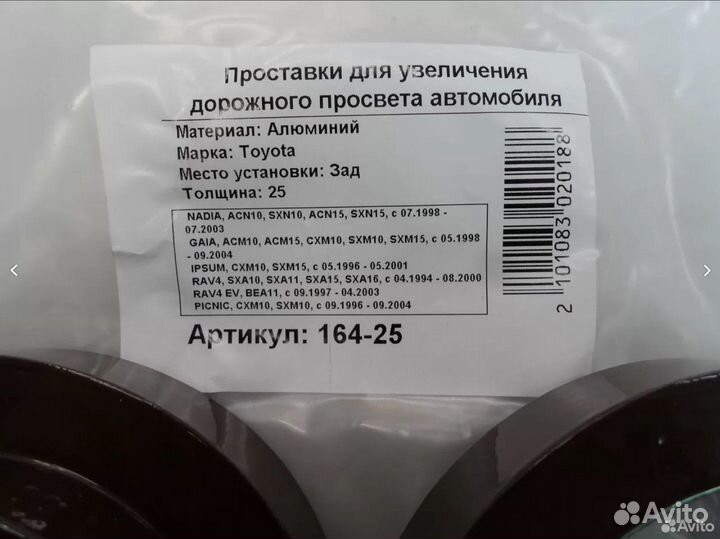 Проставки для увеличения
дорожного просвета автомобиля
Материал: Алюминий
Марка: Toyota
Место установки: Зад
Толщина: 25
NADIA, ACN10, SXN10, ACN15, SXN15, с 07.1998 -
07.2003
GAIA, ACM10, ACM15, CXM10, SXM10, SXM15, с 05.1998
- 09.2004
IPSUM, CXM10, SXM15, с 05.1996 - 05.2001
RAV4, SXA10, SXA11, SXA15, SXA16, с 04.1994 - 08.2000
RAV4 EV, BEA11, с 09.1997 - 04.2003
PICNIC, CXM10, SXM10, с 09.1996 - 09.2004
Артикул: 164-25
2 101083 020188
Avito
Avito